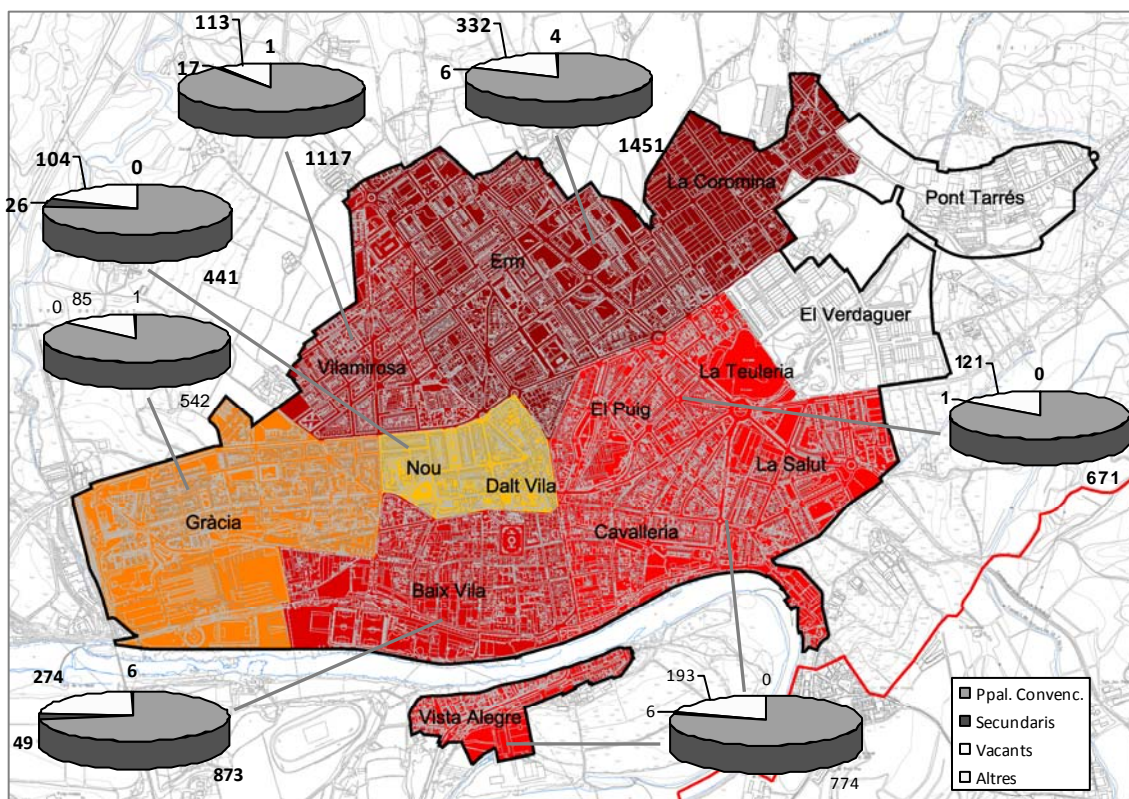 113
1
17
1117
332
4
6
1451
104
0
26
441
0
85
1
542
La Coromina
Pont Tarrés
Erm
El Verdaguer
Vilamirosa
La Teuleria
El Puig
121
0
1
671
Nou
Dalt Vila
La Salut
Gràcia
Cavalleria
Baix Vila
274
6
49
873
Vista Alegre
193
0
6
774
Ppal. Convenc.
Secundaris
Vacants
Altres